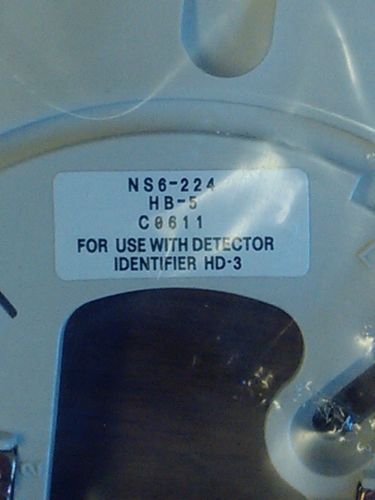 NS6-224
HB-5
C0611
FOR USE WITH DETECTOR
IDENTIFIER HD-3